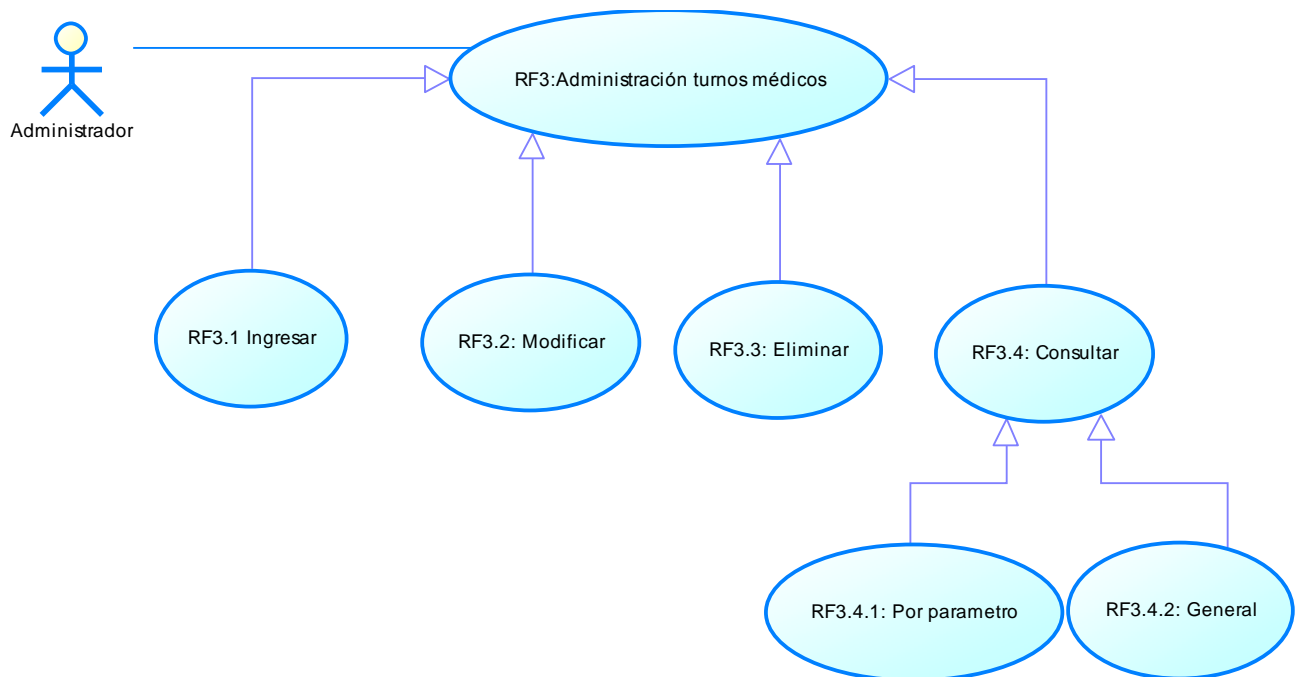 RF3:Administración turnos médicos
Administrador
RF3.1 Ingresar
RF3.2: Modificar
RF3.3: Eliminar
RF3.4: Consultar
RF3.4.1: Por parametro
RF3.4.2: General